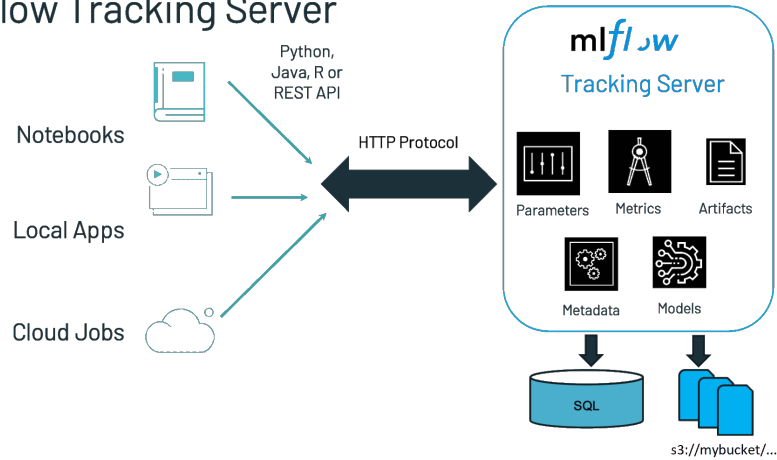 low Tracking Server
Python,
Java, R or
REST API
Notebooks
Local Apps
Cloud Jobs
HTTP Protocol
mlflow
Tracking Server
Parameters
Metrics
Artifacts
Metadata
Models
SQL
s3://mybucket/...